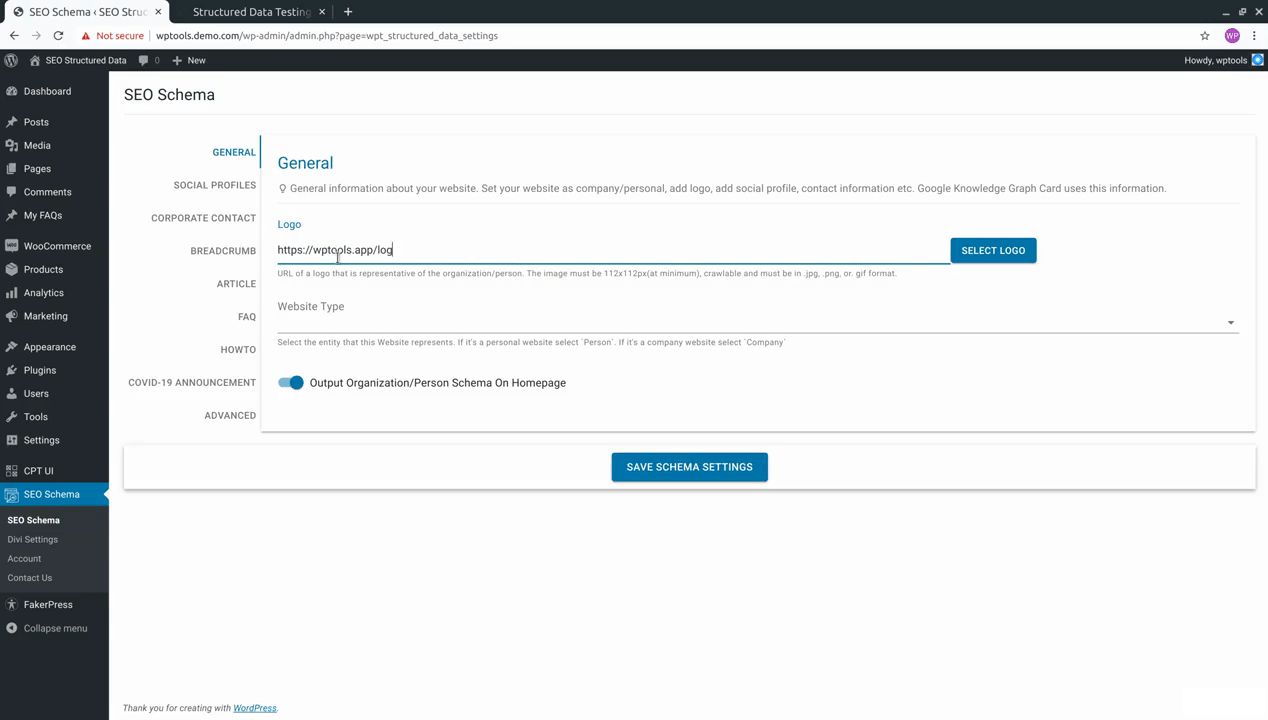 SEO Schema ‹ SEO Struc
Structured Data Testing
Not secure
wptools.demo.com/wp-admin/admin.php?page=wpt_structured_data_settings
WP
SEO Structured Data
0
New
Howdy, wptools
Dashboard
Posts
Media
Pages
Comments
My FAQs
WooCommerce
Products
Analytics
Marketing
Appearance
Plugins
Users
Tools
Settings
CPT UI
SEO Schema
SEO Schema
Divi Settings
Account
Contact Us
FakerPress
Collapse menu
SEO Schema
GENERAL
SOCIAL PROFILES
CORPORATE CONTACT
BREADCRUMB
ARTICLE
FAQ
HOWTO
COVID-19 ANNOUNCEMENT
ADVANCED
General
General information about your website. Set your website as company/personal, add logo, add social profile, contact information etc. Google Knowledge Graph Card uses this information.
Logo
https://wptools.app/log
SELECT LOGO
URL of a logo that is representative of the organization/person. The image must be 112x112px(at minimum), crawlable and must be in .jpg, .png, or. gif format.
Website Type
Select the entity that this Website represents. If it's a personal website select `Person`. If it's a company website select `Company`
Output Organization/Person Schema On Homepage
SAVE SCHEMA SETTINGS
Thank you for creating with WordPress.